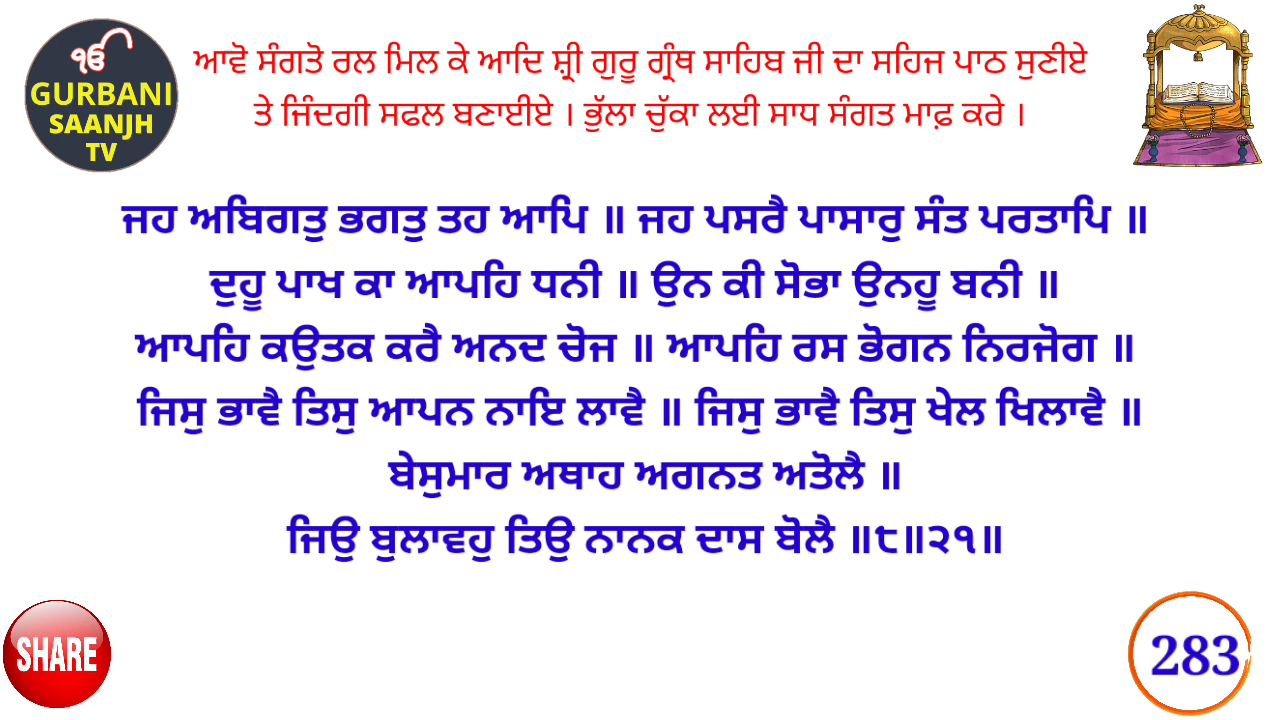 ੴ
GURBANI
SAANJH
TV
ਆਵੋ ਸੰਗਤੋ ਰਲ ਮਿਲ ਕੇ ਆਦਿ ਸ਼੍ਰੀ ਗੁਰੂ ਗ੍ਰੰਥ ਸਾਹਿਬ ਜੀ ਦਾ ਸਹਿਜ ਪਾਠ ਸੁਣੀਏ
ਤੇ ਜਿੰਦਗੀ ਸਫਲ ਬਣਾਈਏ । ਭੁੱਲਾ ਚੁੱਕਾ ਲਈ ਸਾਧ ਸੰਗਤ ਮਾਫ਼ ਕਰੇ ।
ਜਹ ਅਬਿਗਤੁ ਭਗਤੁ ਤਹ ਆਪਿ ॥ ਜਹ ਪਸਰੈ ਪਾਸਾਰੁ ਸੰਤ ਪਰਤਾਪਿ ॥
ਦੁਹੂ ਪਾਖ ਕਾ ਆਪਹਿ ਧਨੀ ॥ ਉਨ ਕੀ ਸੋਭਾ ਉਨਹੂ ਬਨੀ ॥
ਆਪਹਿ ਕਉਤਕ ਕਰੈ ਅਨਦ ਚੋਜ ॥ ਆਪਹਿ ਰਸ ਭੋਗਨ ਨਿਰਜੋਗ ॥
ਜਿਸੁ ਭਾਵੈ ਤਿਸੁ ਆਪਨ ਨਾਇ ਲਾਵੈ ॥ ਜਿਸੁ ਭਾਵੈ ਤਿਸੁ ਖੇਲ ਖਿਲਾਵੈ ॥
ਬੇਸੁਮਾਰ ਅਥਾਹ ਅਗਨਤ ਅਤੋਲੈ ॥
ਜਿਉ ਬੁਲਾਵਹੁ ਤਿਉ ਨਾਨਕ ਦਾਸ ਬੋਲੈ ॥੮॥੨੧॥
SHARE
283